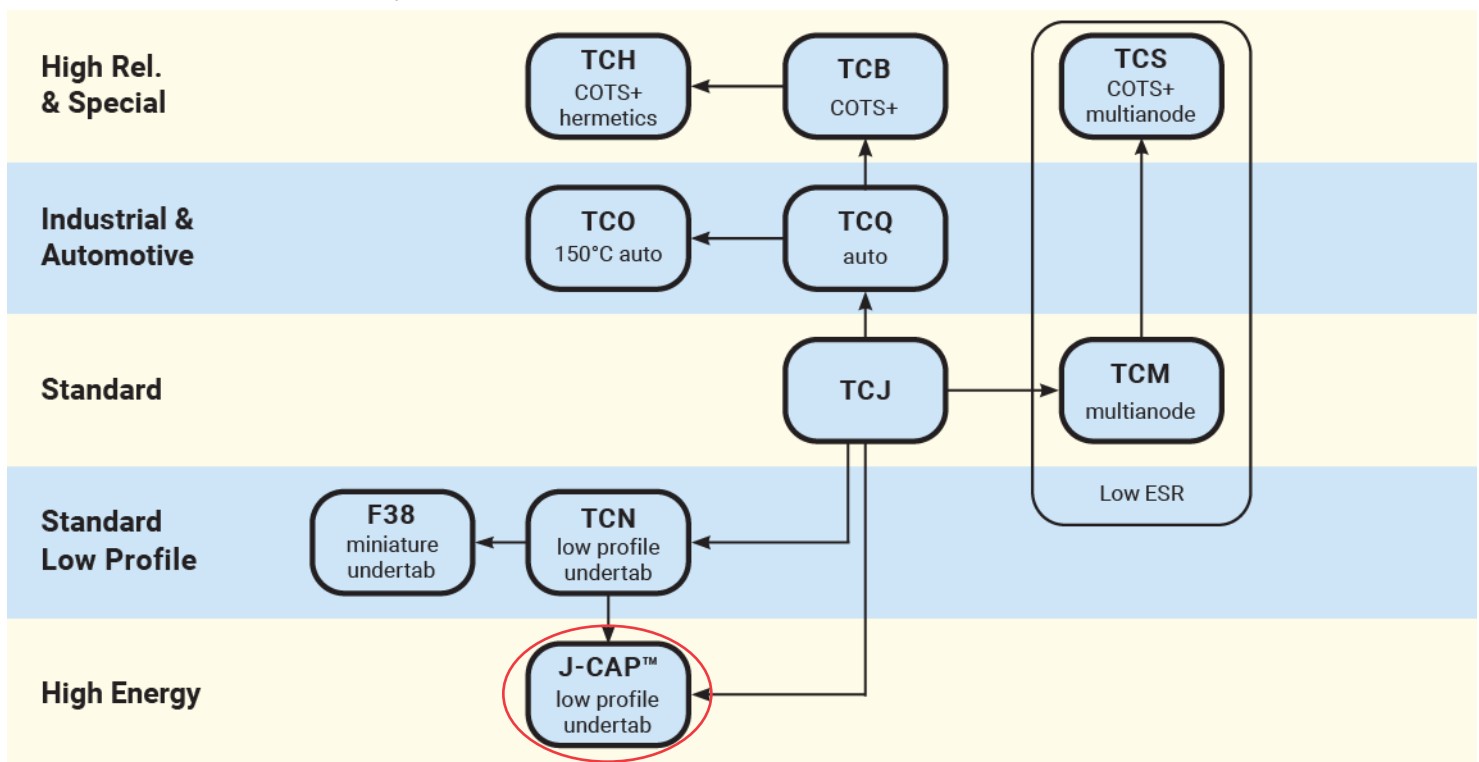 High Rel.
& Special
TCH
COTS+
hermetics
TCB
COTS+
TCS
COTS+
multianode
Industrial &
Automotive
TCO
150°C auto
TCQ
auto
Standard
TCJ
TCM
multianode
Low ESR
Standard
Low Profile
F38
miniature
undertab
TCN
low profile
undertab
High Energy
J-CAP™
low profile
undertab